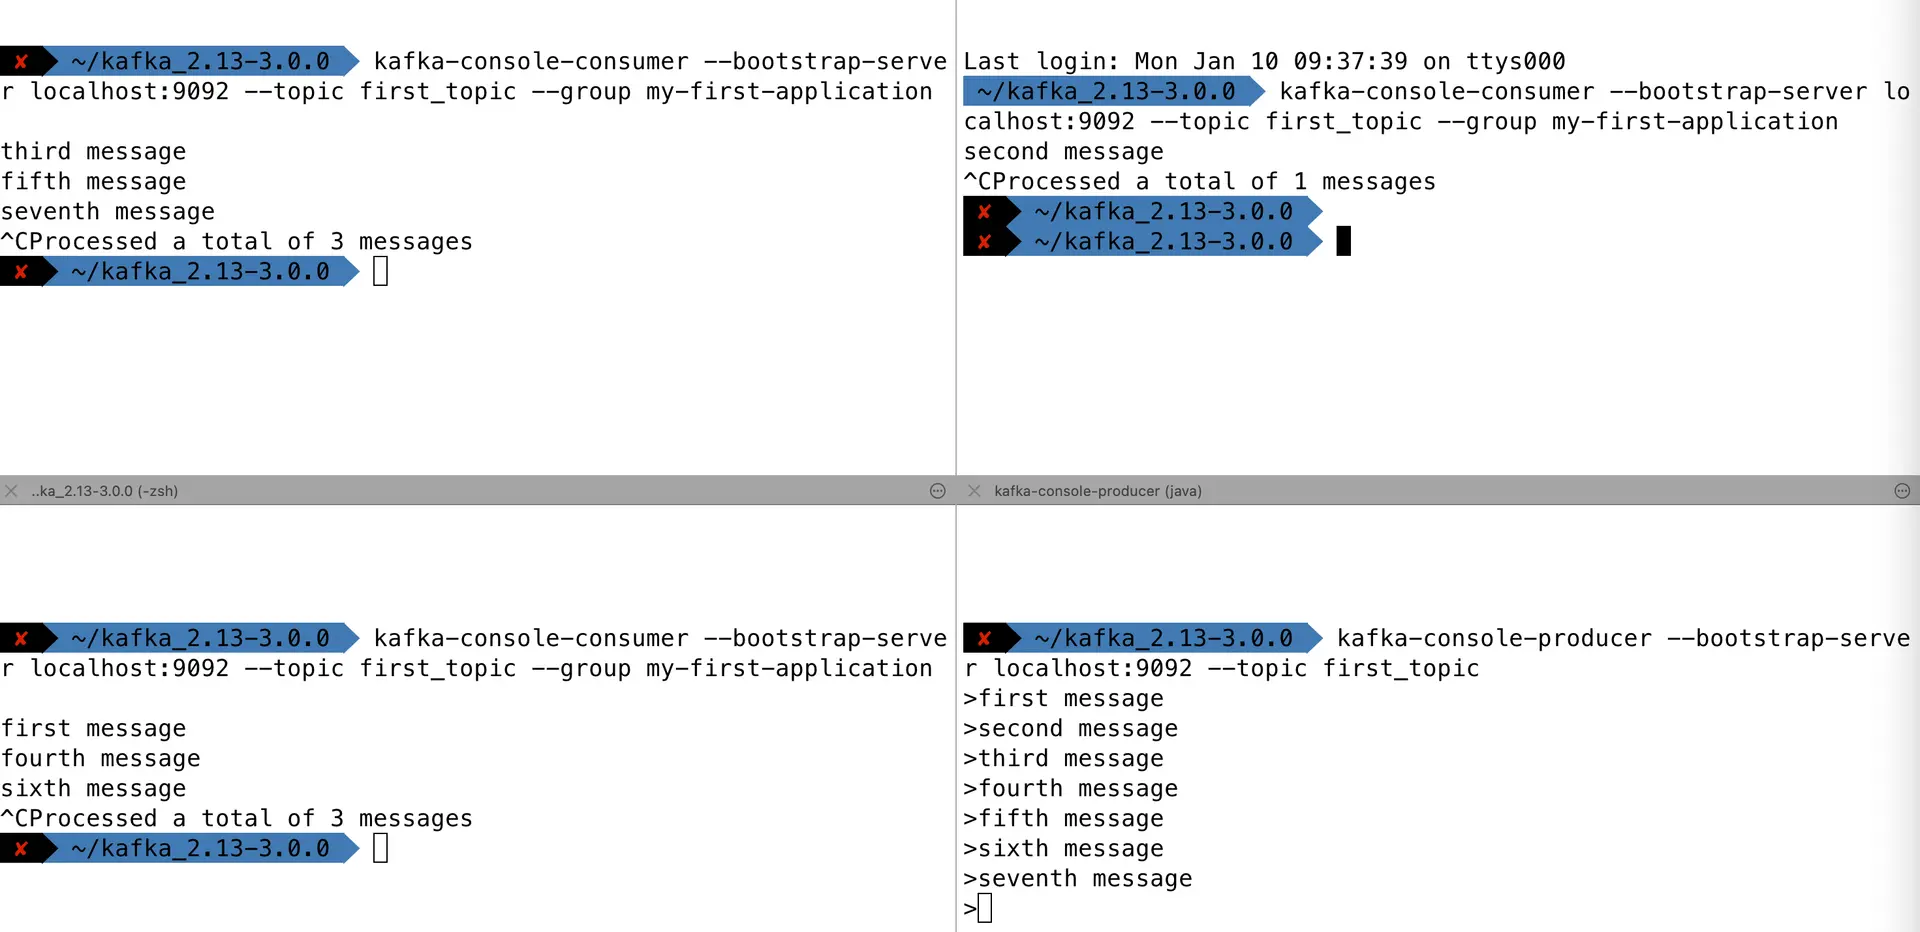 ✘ ~/kafka_2.13-3.0.0 kafka-console-consumer --bootstrap-serve
r localhost:9092 --topic first_topic --group my-first-application
third message
fifth message
seventh message
^CProcessed a total of 3 messages
✘ ~/kafka_2.13-3.0.0
Last login: Mon Jan 10 09:37:39 on ttys000
~/kafka_2.13-3.0.0 kafka-console-consumer --bootstrap-server lo
calhost:9092 --topic first_topic --group my-first-application
second message
^CProcessed a total of 1 messages
✘ ~/kafka_2.13-3.0.0
✘ ~/kafka_2.13-3.0.0
..ka_2.13-3.0.0 (-zsh)
kafka-console-producer (java)
✘ ~/kafka_2.13-3.0.0 kafka-console-consumer --bootstrap-serve
r localhost:9092 --topic first_topic --group my-first-application
first message
fourth message
sixth message
^CProcessed a total of 3 messages
✘ ~/kafka_2.13-3.0.0
✘ ~/kafka_2.13-3.0.0 kafka-console-producer --bootstrap-serve
r localhost:9092 --topic first_topic
>first message
>second message
>third message
>fourth message
>fifth message
>sixth message
>seventh message
>